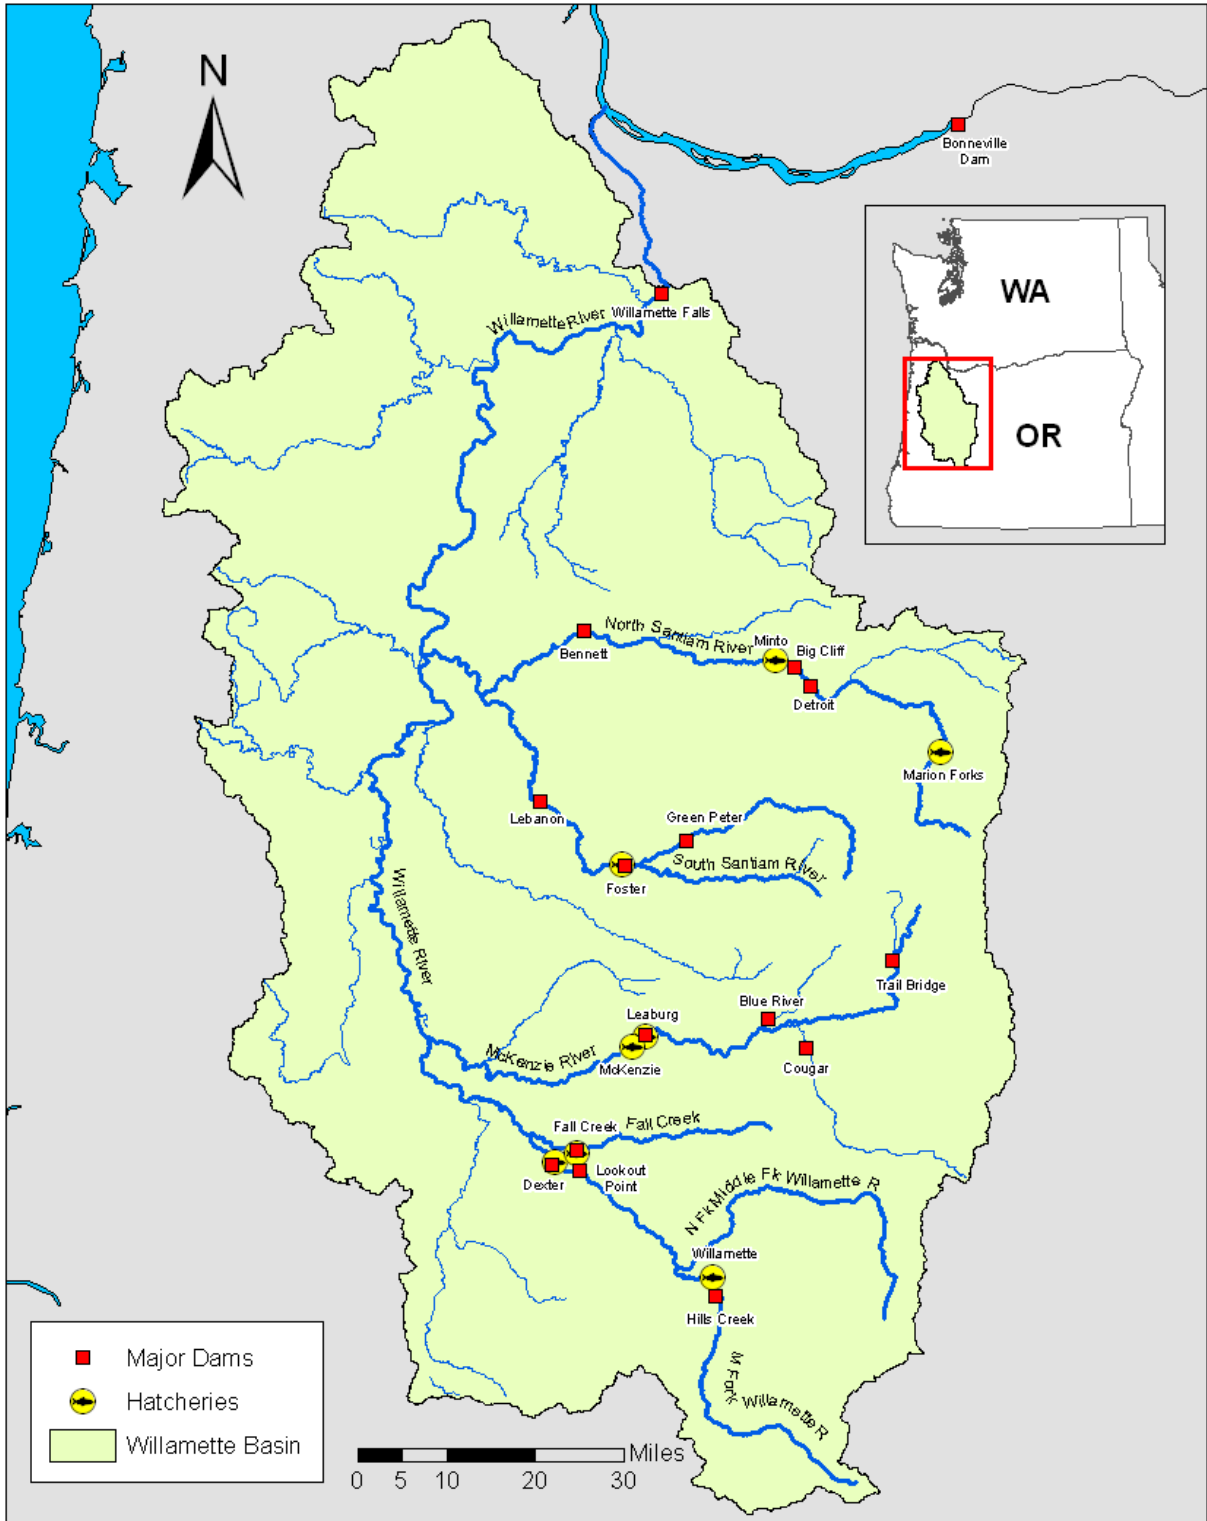 N
Bonneville
Dam
WA
OR
Willamette River
Willamette Falls
North Santiam River
Minto
Big Cliff
Bennett
Detroit
Marion Forks
Green Peter
Lebanon
South Santiam River
Foster
Willamette River
Trail Bridge
Blue River
Leaburg
McKenzie River
McKenzie
Cougar
Fall Creek
Fall Creek
Lookout
Point
Dexter
N Fk Middle Fk Willamette R
Willamette
Hills Creek
M Fork Willamette R
Major Dams
Hatcheries
Willamette Basin
Miles
0 5 10 20 30